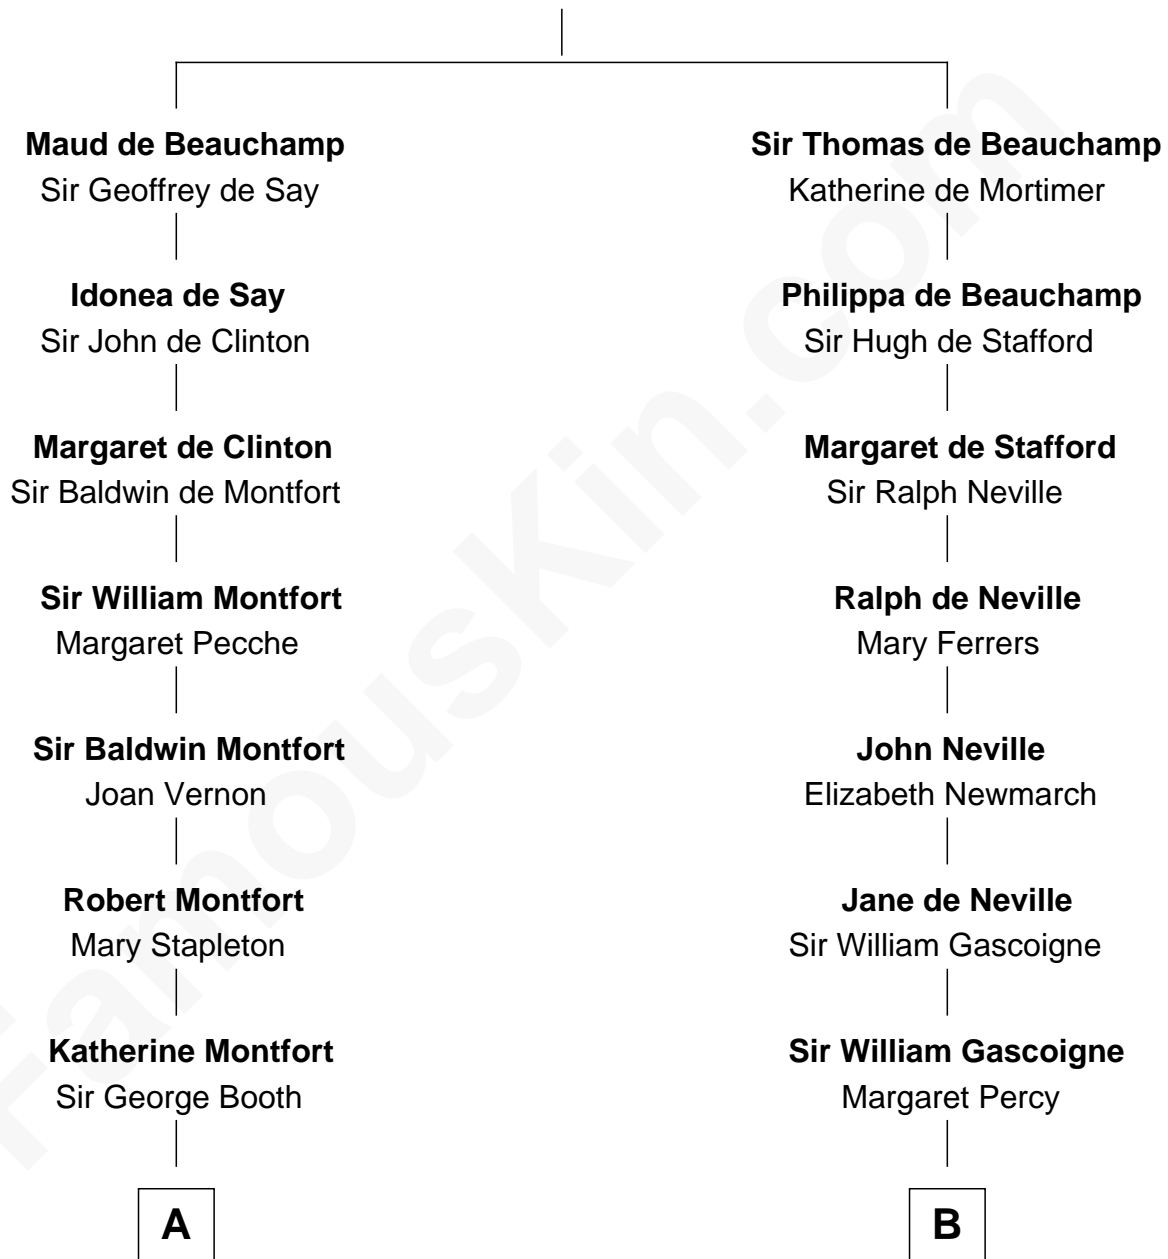 Maud de Beauchamp
Sir Geoffrey de Say
Idonea de Say
Sir John de Clinton
Margaret de Clinton
Sir Baldwin de Montfort
Sir William Montfort
Margaret Pecche
Sir Baldwin Montfort
Joan Vernon
Robert Montfort
Mary Stapleton
Katherine Montfort
Sir George Booth
A
Sir Thomas de Beauchamp
Katherine de Mortimer
Philippa de Beauchamp
Sir Hugh de Stafford
Margaret de Stafford
Sir Ralph Neville
Ralph de Neville
Mary Ferrers
John Neville
Elizabeth Newmarch
Jane de Neville
Sir William Gascoigne
Sir William Gascoigne
Margaret Percy
B
FamousKin.com